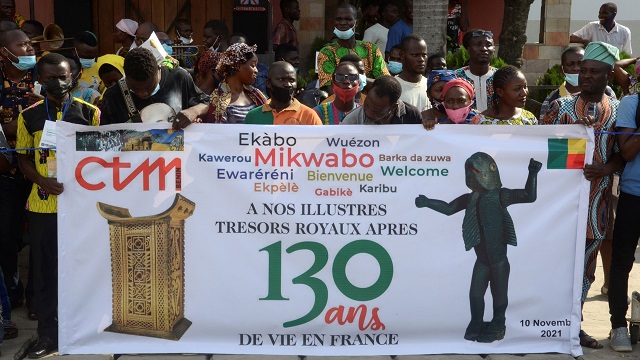 ctm
BENIN
Ekàbo Wuézon
Kawerou Mikwabo Barka da zuwa
Ewaréréni Bienvenue Welcome
Ekpèlè Gabikè Karibu
A NOS ILLUSTRES
TRESORS ROYAUX APRES
130
ans
DE VIE EN FRANCE
10 Novemb
2021